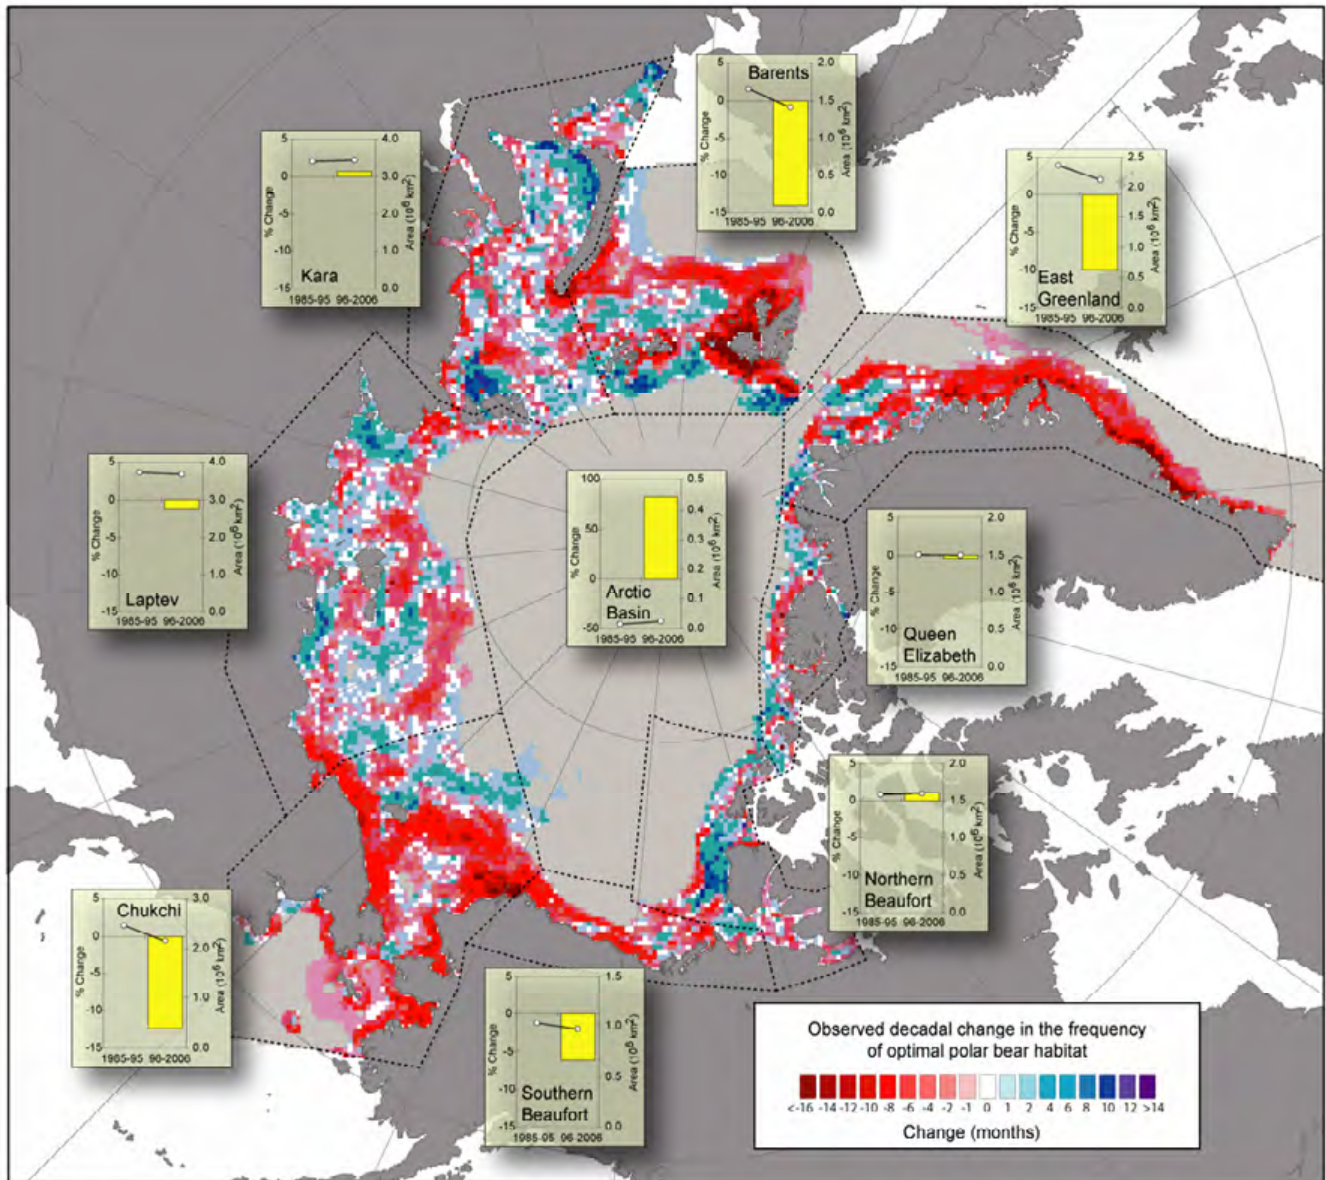 Barents
5
0
-5
-10
-15
% Change
2.0
1.5
1.0
0.5
0.0
Area (10⁶ km²)
1985-95 96-2006
Kara
5
0
-5
-10
-15
% Change
4.0
3.0
2.0
1.0
0.0
Area (10⁶ km²)
1985-95 96-2006
East
Greenland
5
0
-5
-10
-15
% Change
2.5
2.0
1.5
1.0
0.5
0.0
Area (10⁶ km²)
1985-95 96-2006
Laptev
5
0
-5
-10
-15
% Change
4.0
3.0
2.0
1.0
0.0
Area (10⁶ km²)
1985-95 96-2006
Arctic
Basin
100
50
0
-50
% Change
0.5
0.4
0.3
0.2
0.1
0.0
Area (10⁶ km²)
1985-95 96-2006
Queen
Elizabeth
5
0
-5
-10
-15
% Change
2.0
1.5
1.0
0.5
0.0
Area (10⁶ km²)
1985-95 96-2006
Northern
Beaufort
5
0
-5
-10
-15
% Change
2.0
1.5
1.0
0.5
0.0
Area (10⁶ km²)
1985-95 96-2006
Chukchi
5
0
-5
-10
-15
% Change
3.0
2.0
1.0
0.0
Area (10⁶ km²)
1985-95 96-2006
Southern
Beaufort
5
0
-5
-10
-15
% Change
1.5
1.0
0.5
0.0
Area (10⁶ km²)
1985-95 96-2006
Observed decadal change in the frequency
of optimal polar bear habitat
<-16 -14 -12 -10 -8 -6 -4 -2 -1 0 1 2 4 6 8 10 12 >14
Change (months)